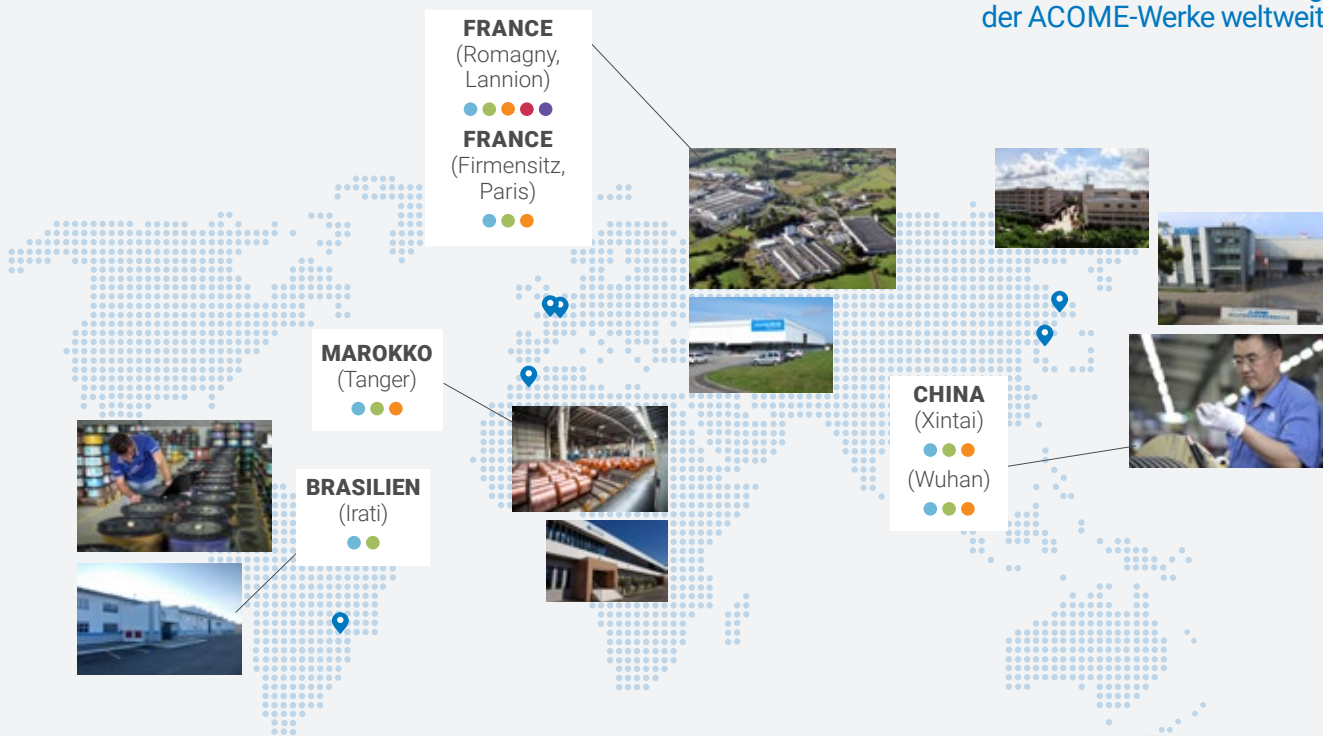 der ACOME-Werke weltweit
FRANCE
(Romagny,
Lannion)
FRANCE
(Firmensitz,
Paris)
MAROKKO
(Tanger)
BRASILIEN
(Irati)
CHINA
(Xintai)
(Wuhan)